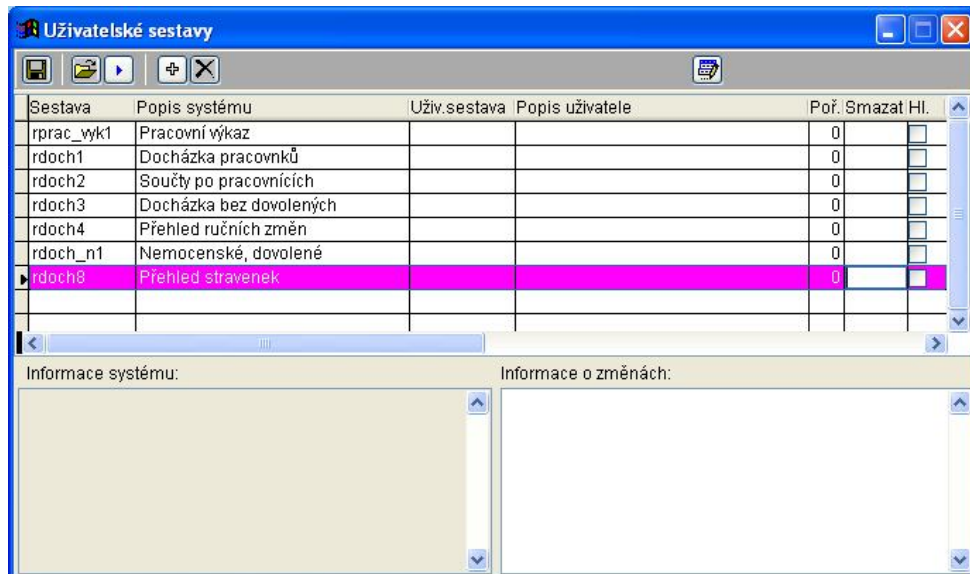 Uživatelské sestavy
Sestava Popis systému Uživ.sestava Popis uživatele Poř. Smazat Hl.
rprac_vyk1 Pracovní výkaz 0
rdoch1 Docházka pracovnků 0
rdoch2 Součty po pracovnících 0
rdoch3 Docházka bez dovolených 0
rdoch4 Přehled ručních změn 0
rdoch_n1 Nemocenské, dovolené 0
rdoch8 Přehled stravenek 0
Informace systému: Informace o změnách: